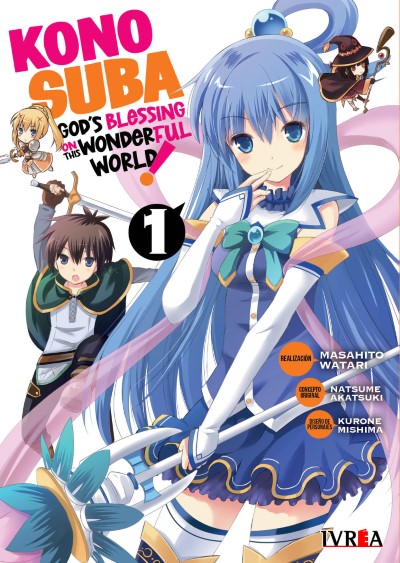 KONO
SUBA
GOD'S BLESSING
ON THIS WONDERFUL
WORLD!
1
REALIZACIÓN
MASAHITO
WATARI
CONCEPTO
ORIGINAL
NATSUME
AKATSUKI
DISEÑO DE
PERSONAJES
KURONE
MISHIMA
IVREA